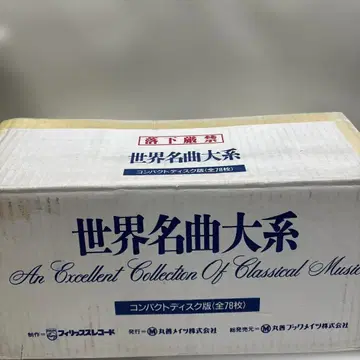 落下厳禁
世界名曲大系
コンパクトディスク版(全78枚)
世界名曲大系
An Excellent Collection Of Classical Music
コンパクトディスク版(全78枚)
制作=フィリップスレコード 発行=丸善メイツ株式会社 総発売元=丸善ブックメイツ株式会社